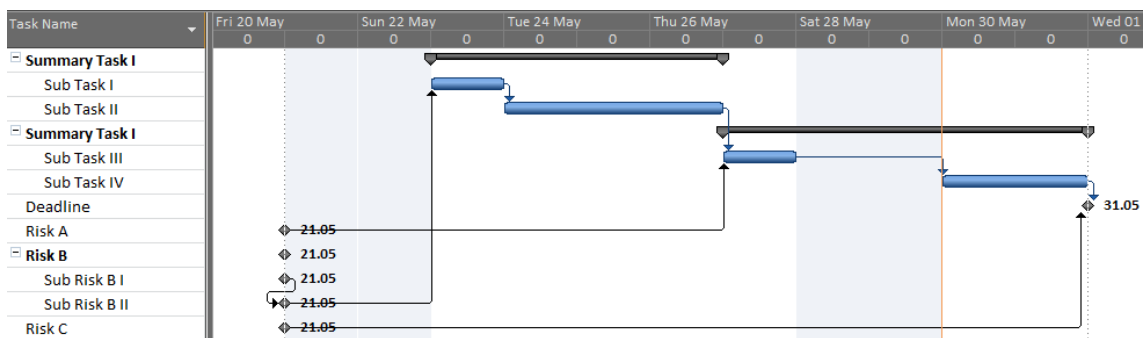 Task Name Fri 20 May Sun 22 May Tue 24 May Thu 26 May Sat 28 May Mon 30 May Wed 01
0 0 0 0 0 0 0 0 0 0 0 0 0
Summary Task I
Sub Task I
Sub Task II
Summary Task I
Sub Task III
Sub Task IV
Deadline 31.05
Risk A 21.05
Risk B 21.05
Sub Risk B I 21.05
Sub Risk B II 21.05
Risk C 21.05